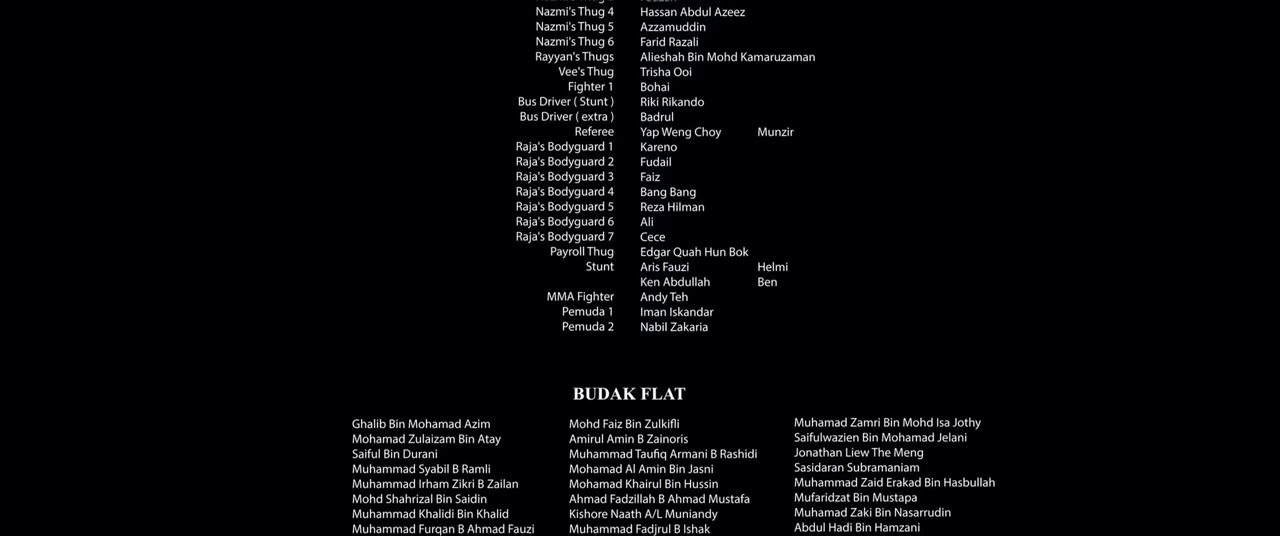 Nazmi's Thug 4 Hassan Abdul Azeez
Nazmi's Thug 5 Azzamuddin
Nazmi's Thug 6 Farid Razali
Rayyan's Thugs Alieshah Bin Mohd Kamaruzaman
Vee's Thug Trisha Ooi
Fighter 1 Bohai
Bus Driver ( Stunt ) Riki Rikando
Bus Driver ( extra ) Badrul
Referee Yap Weng Choy Munzir
Raja's Bodyguard 1 Kareno
Raja's Bodyguard 2 Fudail
Raja's Bodyguard 3 Faiz
Raja's Bodyguard 4 Bang Bang
Raja's Bodyguard 5 Reza Hilman
Raja's Bodyguard 6 Ali
Raja's Bodyguard 7 Cece
Payroll Thug Edgar Quah Hun Bok
Stunt Aris Fauzi Helmi
Ken Abdullah Ben
MMA Fighter Andy Teh
Pemuda 1 Iman Iskandar
Pemuda 2 Nabil Zakaria
BUDAK FLAT
Ghalib Bin Mohamad Azim Mohd Faiz Bin Zulkifli Muhamad Zamri Bin Mohd Isa Jothy
Mohamad Zulaizam Bin Atay Amirul Amin B Zainoris Saifulwazien Bin Mohamad Jelani
Saiful Bin Durani Muhammad Taufiq Armani B Rashidi Jonathan Liew The Meng
Muhammad Syabil B Ramli Mohamad Al Amin Bin Jasni Sasidaran Subramaniam
Muhammad Irham Zikri B Zailan Mohamad Khairul Bin Hussin Muhammad Zaid Erakad Bin Hasbullah
Mohd Shahrizal Bin Saidin Ahmad Fadzillah B Ahmad Mustafa Mufaridzat Bin Mustapa
Muhammad Khalidi Bin Khalid Kishore Naath A/L Muniandy Muhamad Zaki Bin Nasarrudin
Muhammad Furqan B Ahmad Fauzi Muhammad Fadjrul B Ishak Abdul Hadi Bin Hamzani